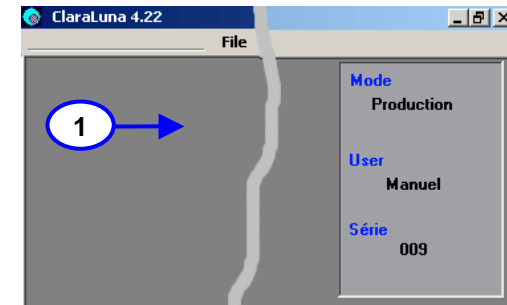 ClaraLuna 4.22
File
1
Mode
Production
User
Manuel
Série
009